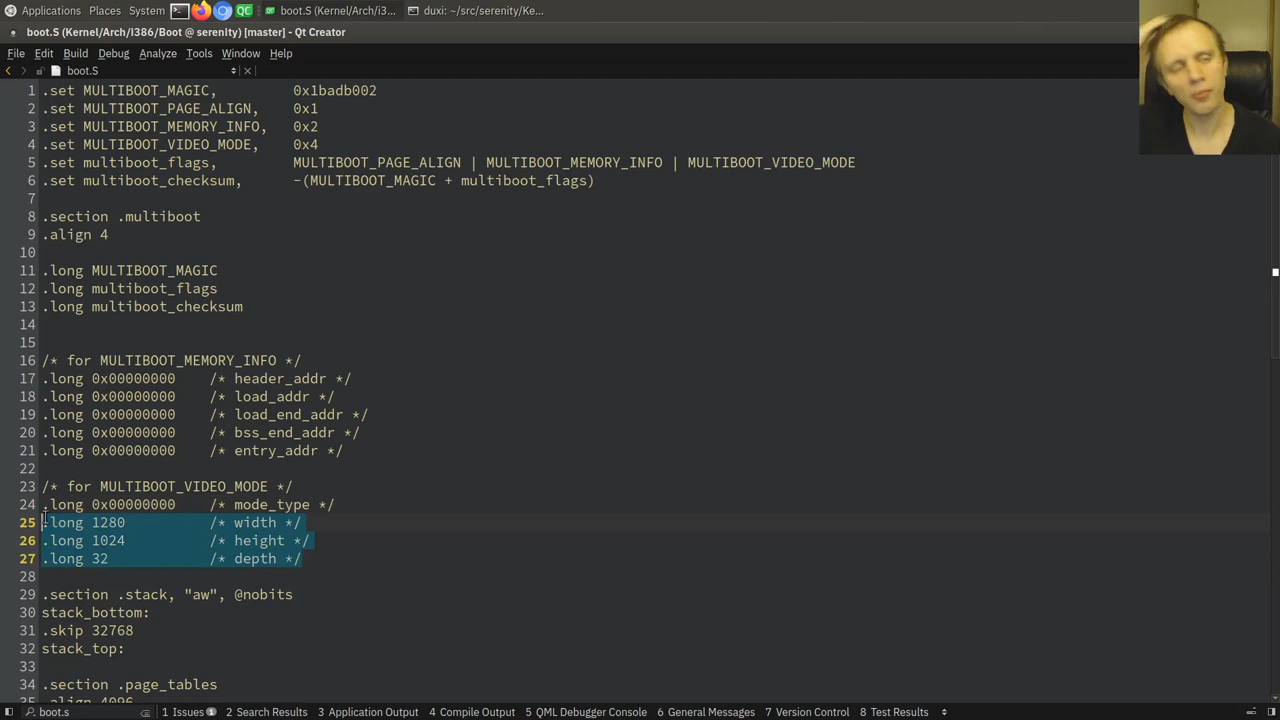 Applications Places System QC boot.S (Kernel/Arch/i3... duxi: ~/src/serenity/Ke...
boot.S (Kernel/Arch/i386/Boot @ serenity) [master] - Qt Creator
File Edit Build Debug Analyze Tools Window Help
boot.S
1 .set MULTIBOOT_MAGIC, 0x1badb002
2 .set MULTIBOOT_PAGE_ALIGN, 0x1
3 .set MULTIBOOT_MEMORY_INFO, 0x2
4 .set MULTIBOOT_VIDEO_MODE, 0x4
5 .set multiboot_flags, MULTIBOOT_PAGE_ALIGN | MULTIBOOT_MEMORY_INFO | MULTIBOOT_VIDEO_MODE
6 .set multiboot_checksum, -(MULTIBOOT_MAGIC + multiboot_flags)
7
8 .section .multiboot
9 .align 4
10
11 .long MULTIBOOT_MAGIC
12 .long multiboot_flags
13 .long multiboot_checksum
14
15
16 /* for MULTIBOOT_MEMORY_INFO */
17 .long 0x00000000 /* header_addr */
18 .long 0x00000000 /* load_addr */
19 .long 0x00000000 /* load_end_addr */
20 .long 0x00000000 /* bss_end_addr */
21 .long 0x00000000 /* entry_addr */
22
23 /* for MULTIBOOT_VIDEO_MODE */
24 .long 0x00000000 /* mode_type */
25 .long 1280 /* width */
26 .long 1024 /* height */
27 .long 32 /* depth */
28
29 .section .stack, "aw", @nobits
30 stack_bottom:
31 .skip 32768
32 stack_top:
33
34 .section .page_tables
35 .align 4096
boot.s 1 Issues 1 2 Search Results 3 Application Output 4 Compile Output 5 QML Debugger Console 6 General Messages 7 Version Control 8 Test Results